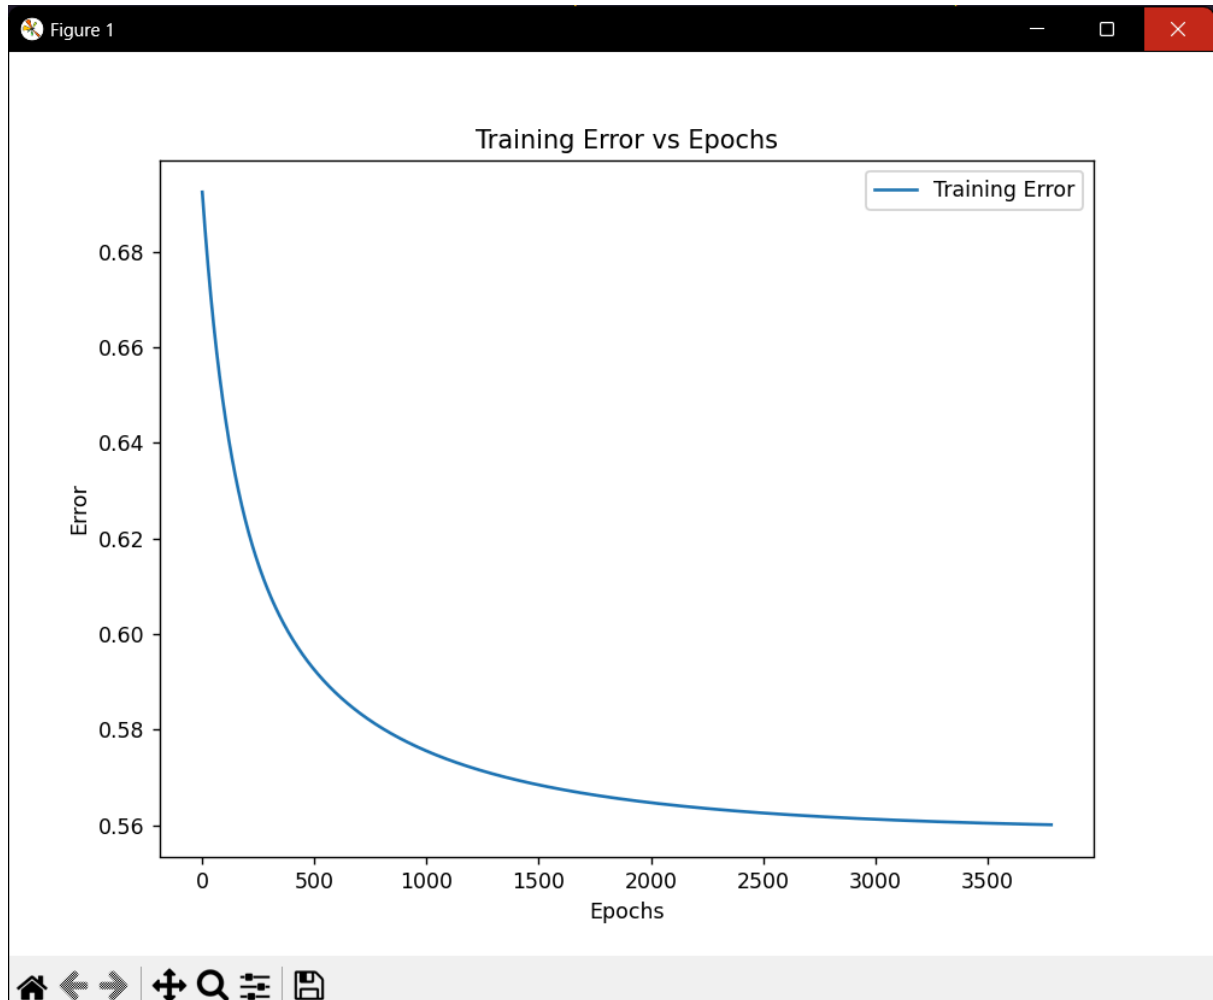 Figure 1
Training Error vs Epochs
Training Error
0.68
0.66
0.64
0.62
0.60
0.58
0.56
Error
0 500 1000 1500 2000 2500 3000 3500
Epochs